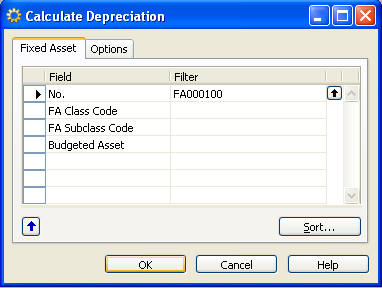 Calculate Depreciation
Fixed Asset Options
Field Filter
No. FA000100
FA Class Code
FA Subclass Code
Budgeted Asset
Sort...
OK Cancel Help